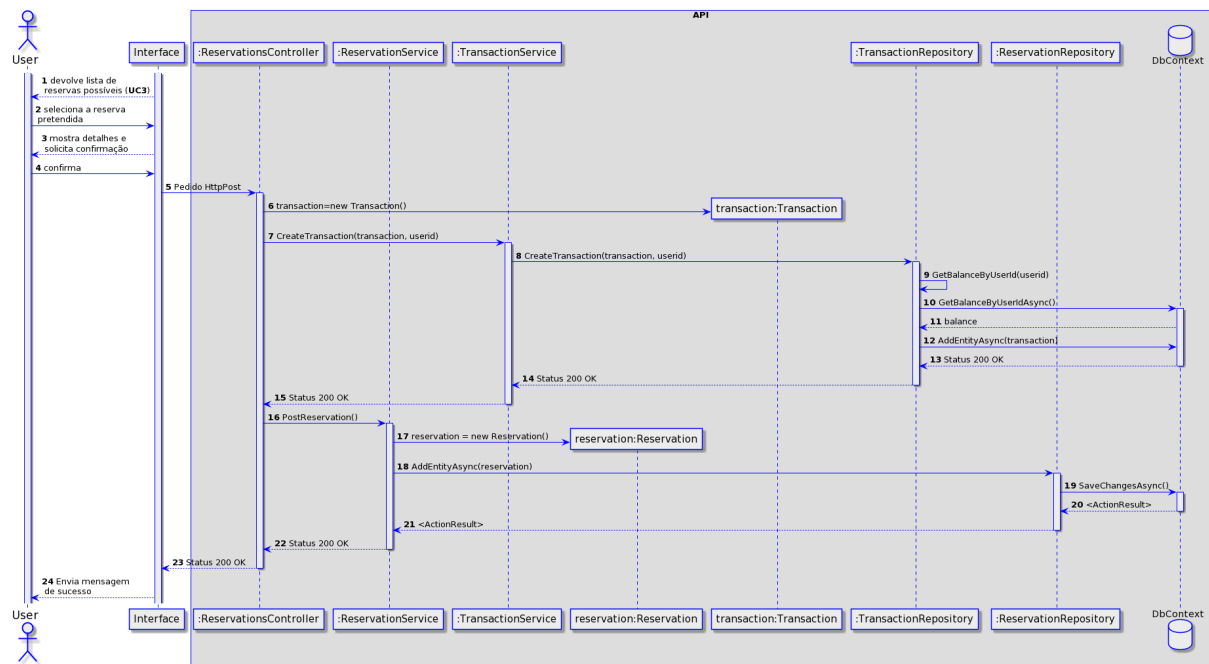 API
User
Interface
:ReservationsController
:ReservationService
:TransactionService
:TransactionRepository
:ReservationRepository
DbContext
1 devolve lista de
reservas possíveis (UC3)
2 seleciona a reserva
pretendida
3 mostra detalhes e
solicita confirmação
4 confirma
5 Pedido HttpPost
6 transaction=new Transaction()
transaction:Transaction
7 CreateTransaction(transaction, userid)
8 CreateTransaction(transaction, userid)
9 GetBalanceByUserId(userid)
10 GetBalanceByUserIdAsync()
11 balance
12 AddEntityAsync(transaction)
13 Status 200 OK
14 Status 200 OK
15 Status 200 OK
16 PostReservation()
17 reservation = new Reservation()
reservation:Reservation
18 AddEntityAsync(reservation)
19 SaveChangesAsync()
20 <ActionResult>
21 <ActionResult>
22 Status 200 OK
23 Status 200 OK
24 Envia mensagem
de sucesso
User
Interface
:ReservationsController
:ReservationService
:TransactionService
reservation:Reservation
transaction:Transaction
:TransactionRepository
:ReservationRepository
DbContext